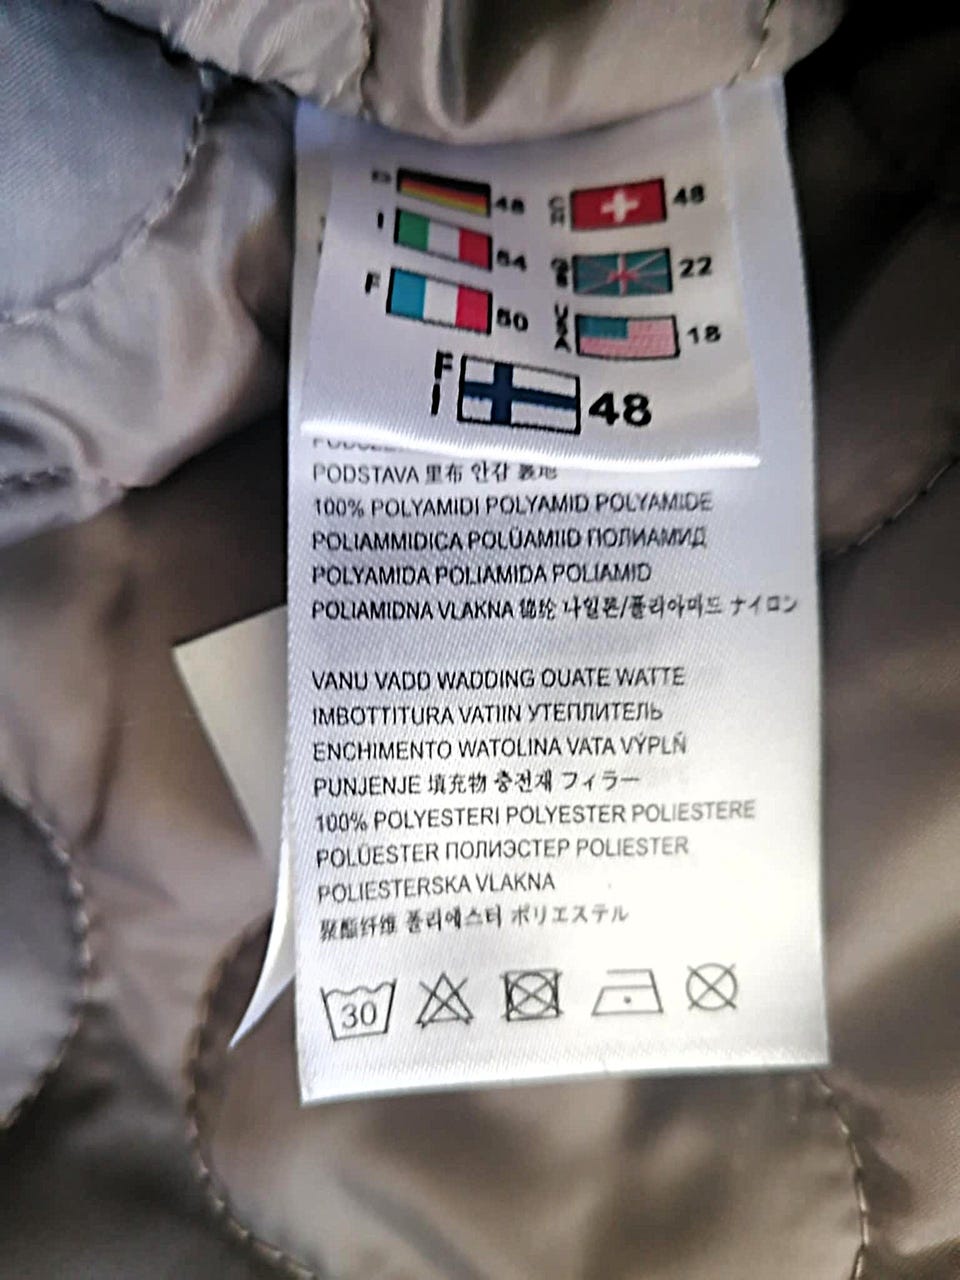 D 48 CH 48
I 54 GB 22
F 50 USA 18
FI 48
PODSTAVA 里布 안감 裏地
100% POLYAMIDI POLYAMID POLYAMIDE
POLIAMMIDICA POLÜAMIID ПОЛИАМИД
POLYAMIDA POLIAMIDA POLIAMID
POLIAMIDNA VLAKNA 锦纶 나일론/폴리아미드 ナイロン
VANU VADD WADDING OUATE WATTE
IMBOTTITURA VATIIN УТЕПЛИТЕЛЬ
ENCHIMENTO WATOLINA VATA VÝPLŇ
PUNJENJE 填充物 충전재 フィラー
100% POLYESTERI POLYESTER POLIESTERE
POLÜESTER ПОЛИЭСТЕР POLIESTER
POLIESTERSKA VLAKNA
聚酯纤维 폴리에스터 ポリエステル
30